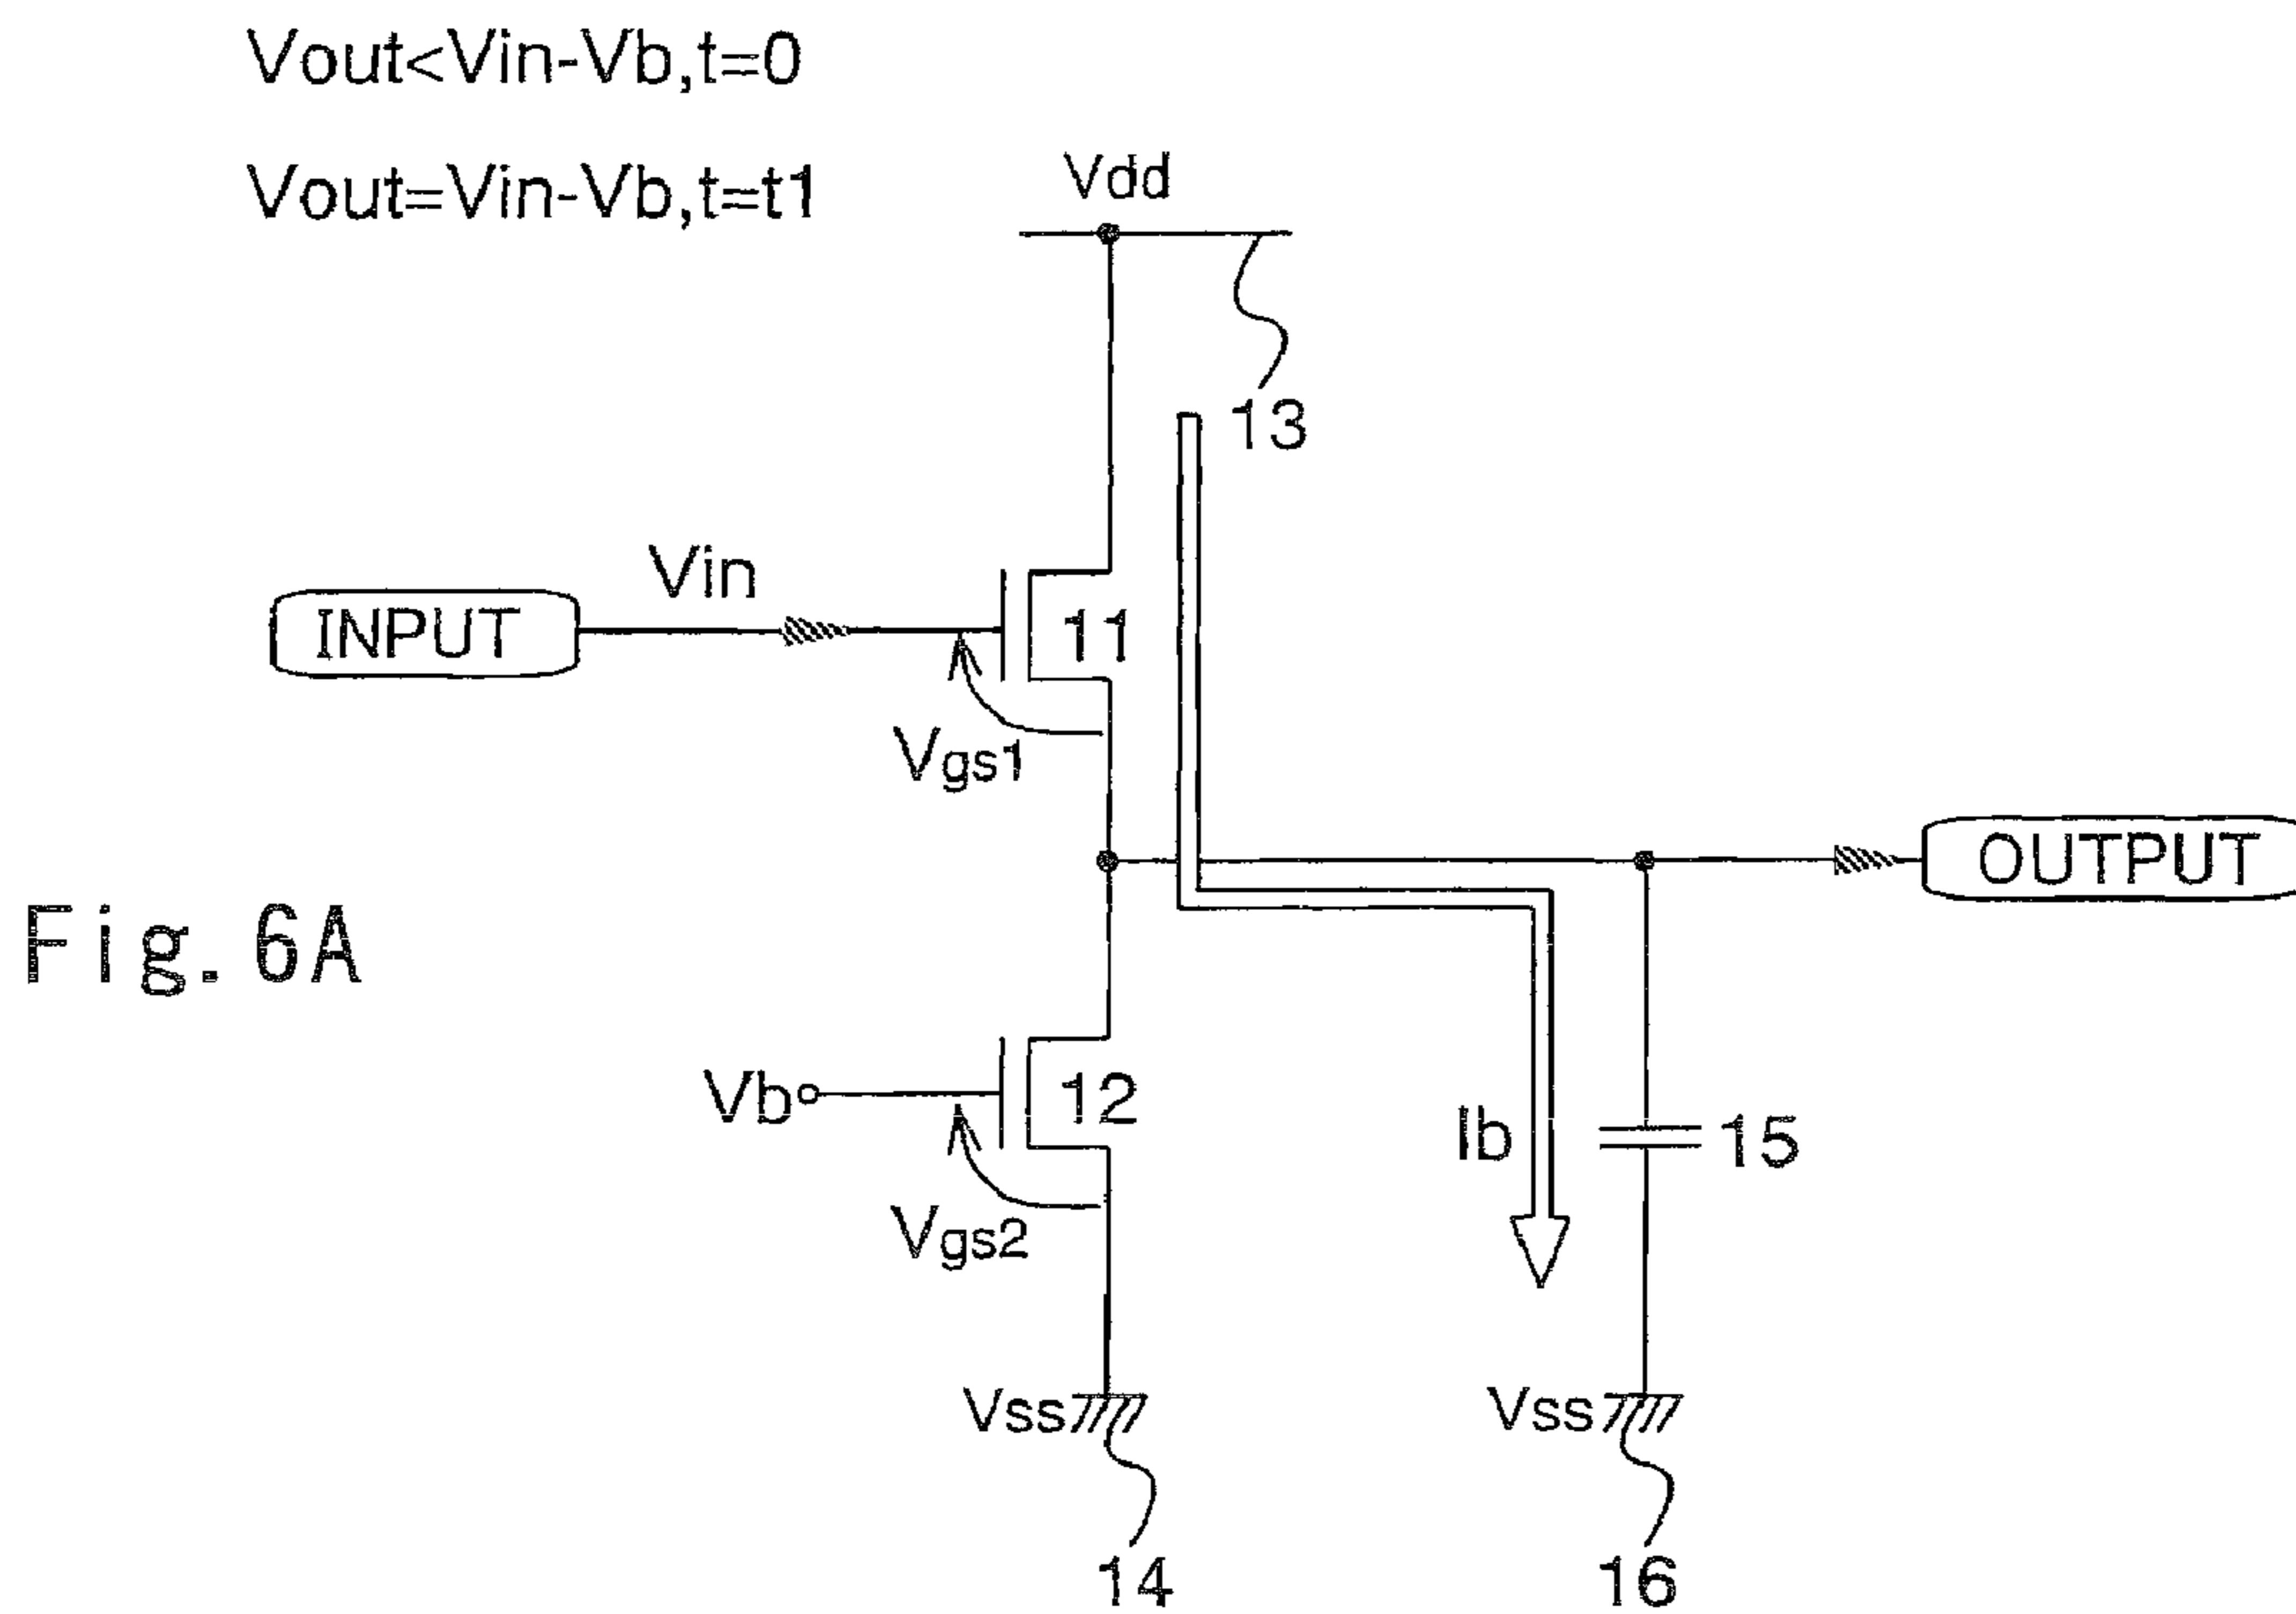 Vout<Vin-Vb,t=0
Vout=Vin-Vb,t=t1
Vdd
13
Vin
INPUT
11
Vgs1
OUTPUT
Fig.6A
Vb
12
Ib
15
Vgs2
Vss
Vss
14
16